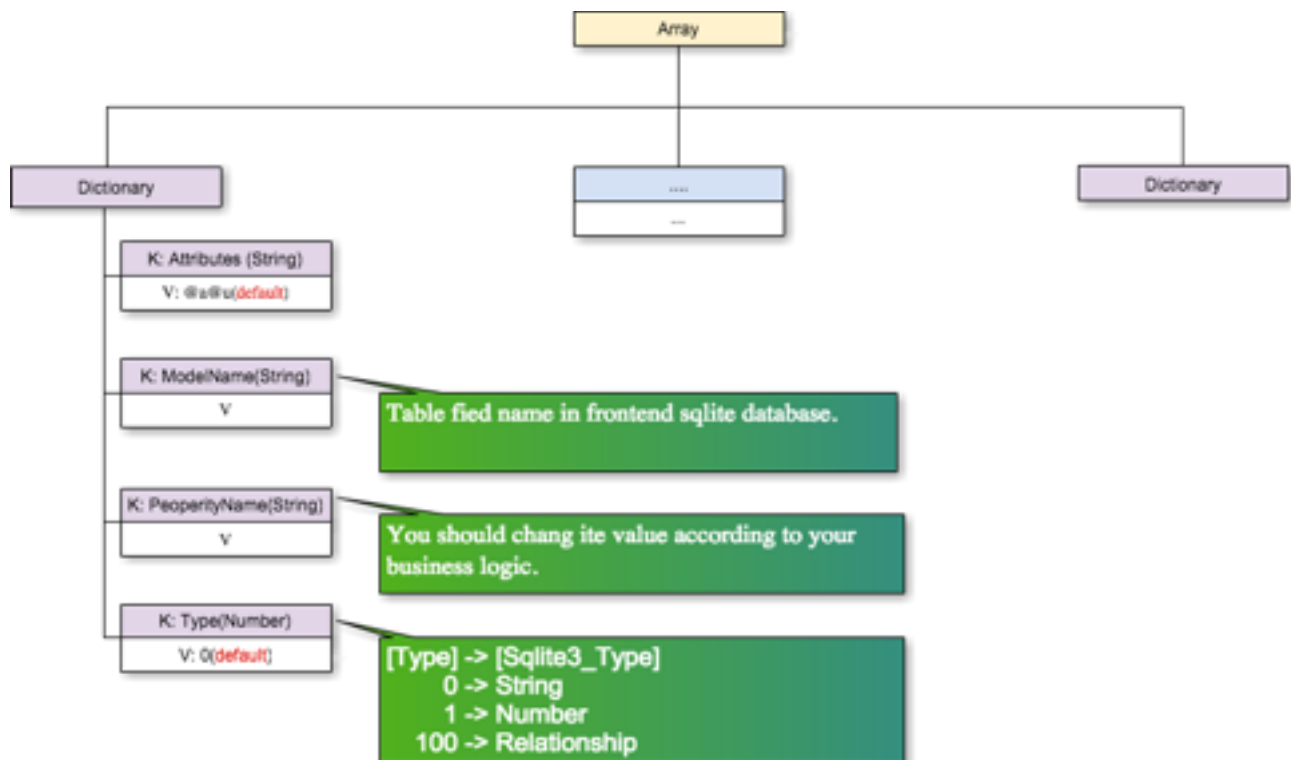 Array
Dictionary
....
Dictionary
....
K: Attributes (String)
V: @a@u(default)
K: ModelName(String)
V
Table fied name in frontend sqlite database.
K: PeoperityName(String)
V
You should chang ite value according to your
business logic.
K: Type(Number)
V: 0(default)
[Type] -> [Sqlite3_Type]
0 -> String
1 -> Number
100 -> Relationship